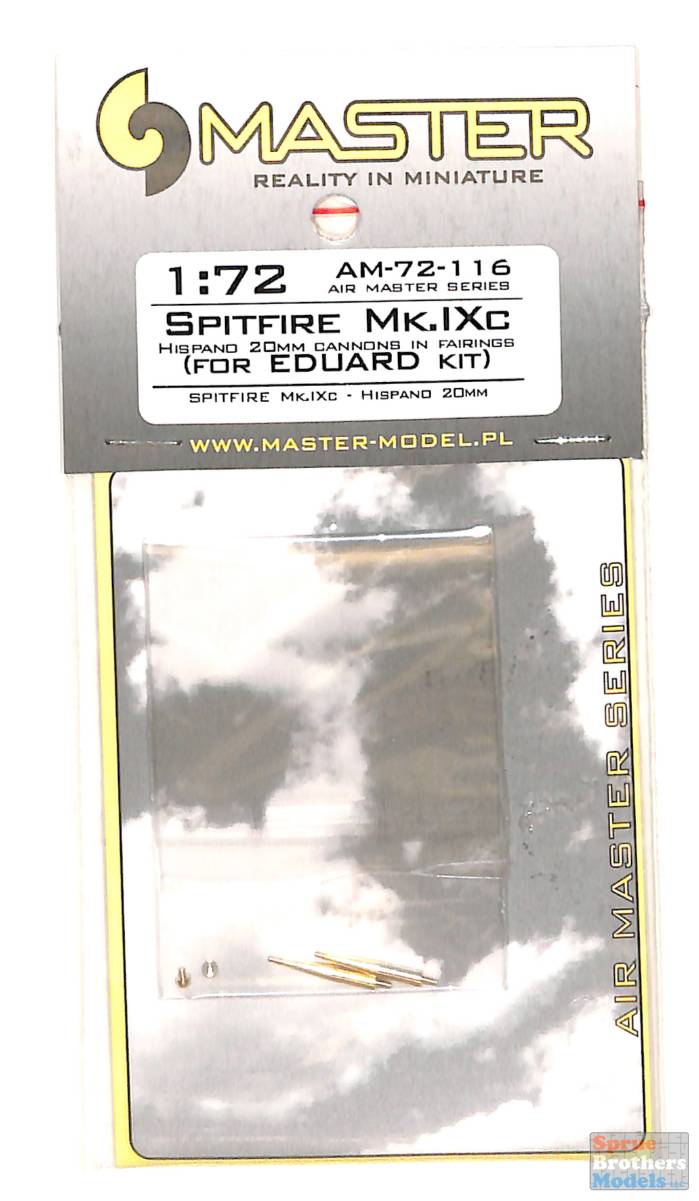 MASTER
REALITY IN MINIATURE
1:72 AM-72-116
AIR MASTER SERIES
SPITFIRE MK.IXC
HISPANO 20MM CANNONS IN FAIRINGS
(FOR EDUARD KIT)
SPITFIRE MK.IXC - HISPANO 20MM
WWW.MASTER-MODEL.PL
AIR MASTER SERIES
Sprue
Brothers
Models LLC